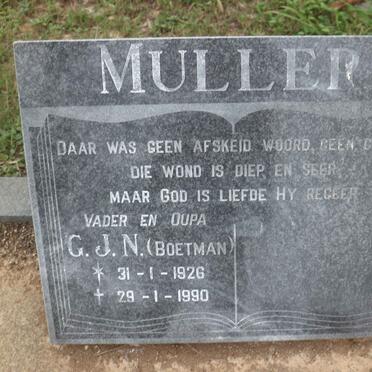 MULLER
DAAR WAS GEEN AFSKEID WOORD, GEEN
DIE WOND IS DIEP EN SEER,
MAAR GOD IS LIEFDE HY REGEER
VADER EN OUPA
G.J.N. (BOETMAN)
* 31-1-1926
† 29-1-1990